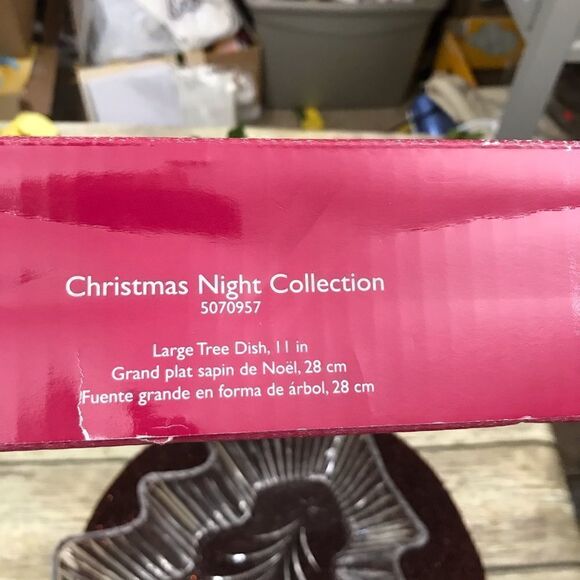 Christmas Night Collection
5070957
Large Tree Dish, 11 in
Grand plat sapin de Noël, 28 cm
Fuente grande en forma de árbol, 28 cm